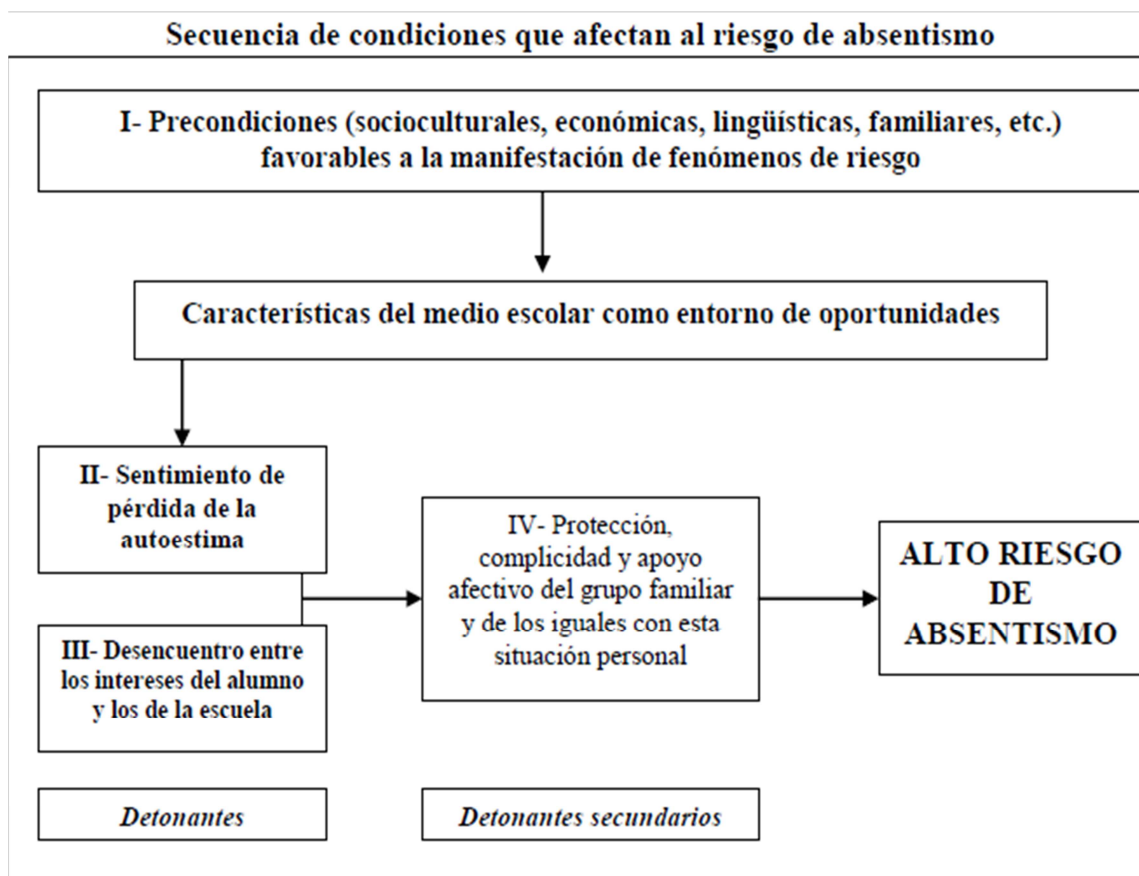 Secuencia de condiciones que afectan al riesgo de absentismo
I- Precondiciones (socioculturales, económicas, lingüísticas, familiares, etc.)
favorables a la manifestación de fenómenos de riesgo
Características del medio escolar como entorno de oportunidades
II- Sentimiento de
pérdida de la
autoestima
III- Desencuentro entre
los intereses del alumno
y los de la escuela
IV- Protección,
complicidad y apoyo
afectivo del grupo familiar
y de los iguales con esta
situación personal
ALTO RIESGO
DE
ABSENTISMO
Detonantes
Detonantes secundarios